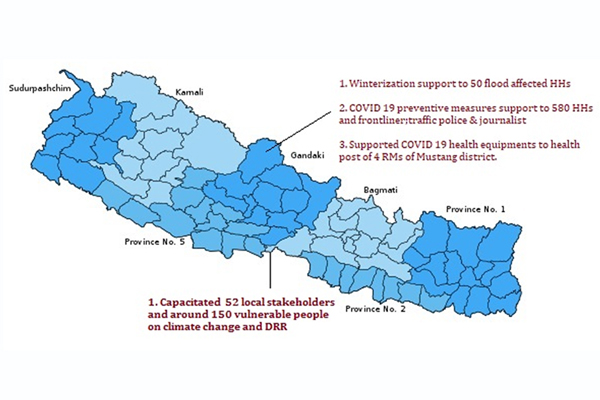 Sudurpashchim
Karnali
1. Winterization support to 50 flood affected HHs
2. COVID 19 preventive measures support to 580 HHs
and frontliner;traffic police & journalist
3. Supported COVID 19 health equipments to health
post of 4 RMs of Mustang district.
Gandaki
Bagmati
Province No. 1
Province No. 5
1. Capacitated 52 local stakeholders
and around 150 vulnerable people
on climate change and DRR
Province No. 2